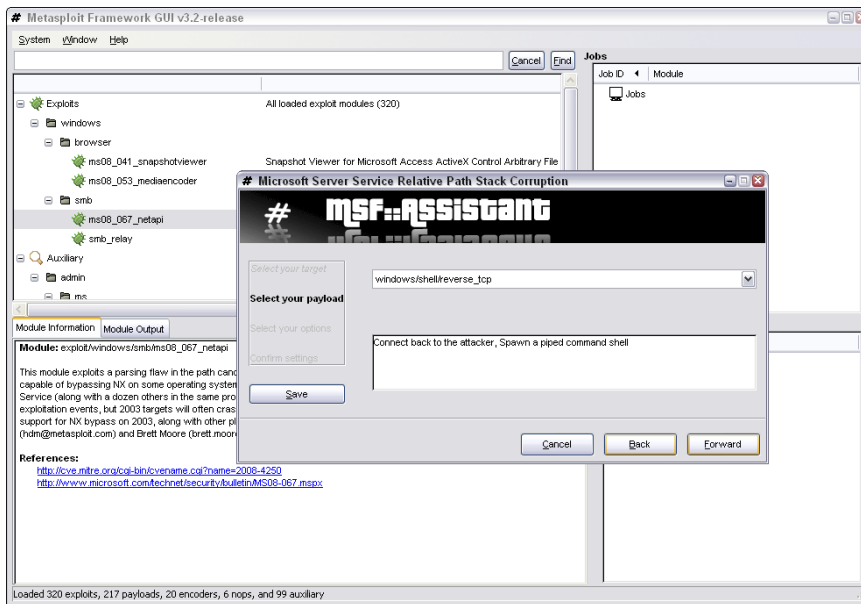 # Metasploit Framework GUI v3.2-release
System Window Help
Cancel Find
Jobs
Job ID Module
Jobs
Exploits All loaded exploit modules (320)
windows
browser
ms08_041_snapshotviewer Snapshot Viewer for Microsoft Access ActiveX Control Arbitrary File
ms08_053_mediaencoder
smb
ms08_067_netapi
smb_relay
Auxiliary
admin
ms
# Microsoft Server Service Relative Path Stack Corruption
# msf::Assistant
Select your target
Select your payload
Select your options
Confirm settings
Save
windows/shell/reverse_tcp
Connect back to the attacker, Spawn a piped command shell
Cancel Back Forward
Module Information Module Output
Module: exploit/windows/smb/ms08_067_netapi
This module exploits a parsing flaw in the path cano
capable of bypassing NX on some operating system
Service (along with a dozen others in the same pro
exploitation events, but 2003 targets will often cras
support for NX bypass on 2003, along with other pl
(hdm@metasploit.com) and Brett Moore (brett.moor
References:
http://cve.mitre.org/cgi-bin/cvename.cgi?name=2008-4250
http://www.microsoft.com/technet/security/bulletin/MS08-067.mspx
Loaded 320 exploits, 217 payloads, 20 encoders, 6 nops, and 99 auxiliary